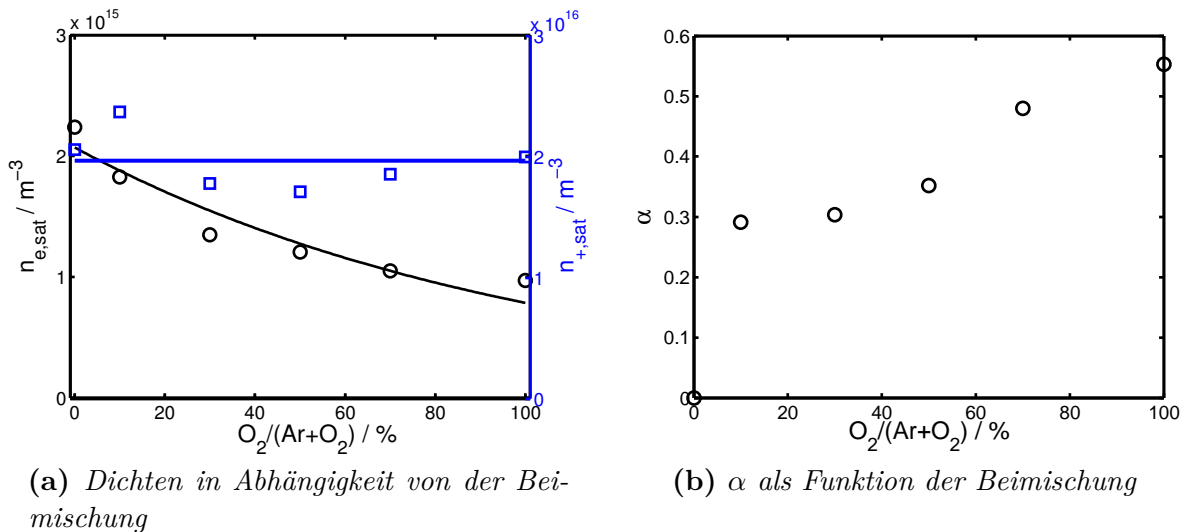 x 10^15
x 10^16
3
2
1
0
n_e,sat / m^−3
3
2
1
0
n_+,sat / m^−3
0 20 40 60 80 100
O_2/(Ar+O_2) / %
(a) Dichten in Abhängigkeit von der Bei-
mischung
0.6
0.5
0.4
0.3
0.2
0.1
0
α
0 20 40 60 80 100
O_2/(Ar+O_2) / %
(b) α als Funktion der Beimischung